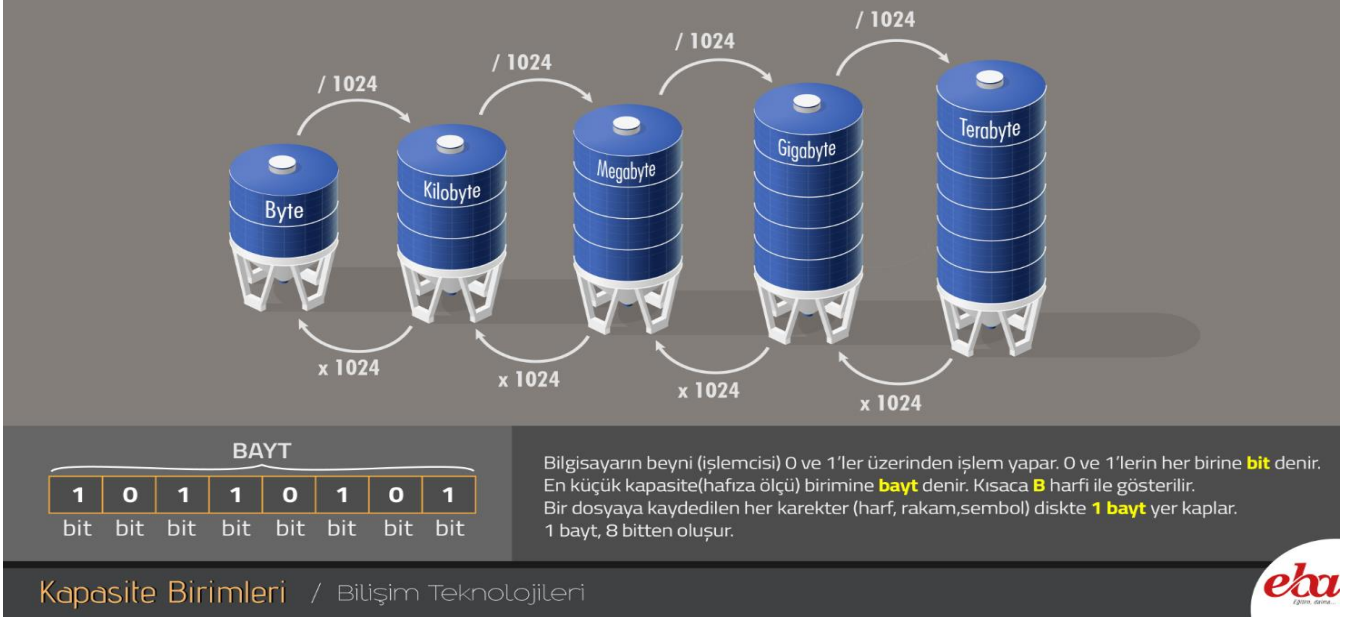 / 1024
/ 1024
/ 1024
/ 1024
Byte
Kilobyte
Megabyte
Gigabyte
Terabyte
x 1024
x 1024
x 1024
x 1024
BAYT
1 0 1 1 0 1 0 1
bit bit bit bit bit bit bit bit
Bilgisayarın beyni (işlemcisi) 0 ve 1'ler üzerinden işlem yapar. 0 ve 1'lerin her birine bit denir.
En küçük kapasite(hafıza ölçü) birimine bayt denir. Kısaca B harfi ile gösterilir.
Bir dosyaya kaydedilen her karekter (harf, rakam,sembol) diskte 1 bayt yer kaplar.
1 bayt, 8 bitten oluşur.
Kapasite Birimleri / Bilişim Teknolojileri
eba
Eğitim, daima...